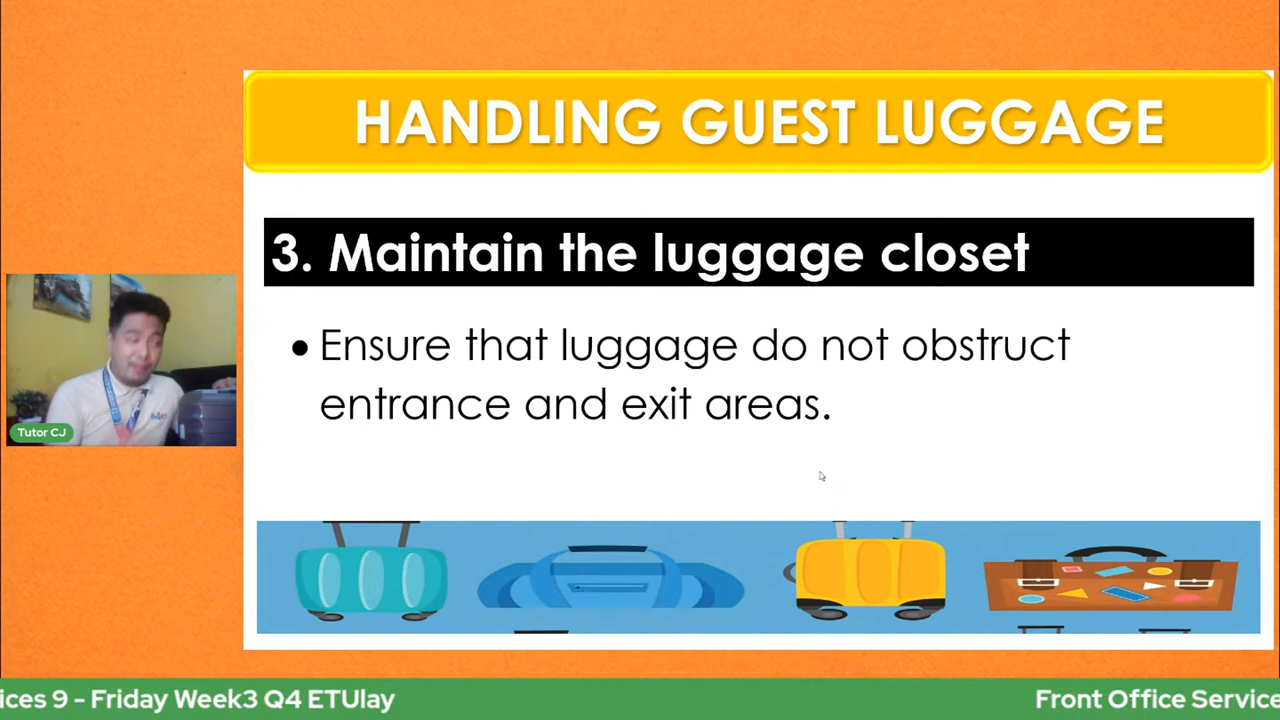 HANDLING GUEST LUGGAGE
3. Maintain the luggage closet
• Ensure that luggage do not obstruct
entrance and exit areas.
Tutor CJ
ices 9 - Friday Week3 Q4 ETUlay
Front Office Service